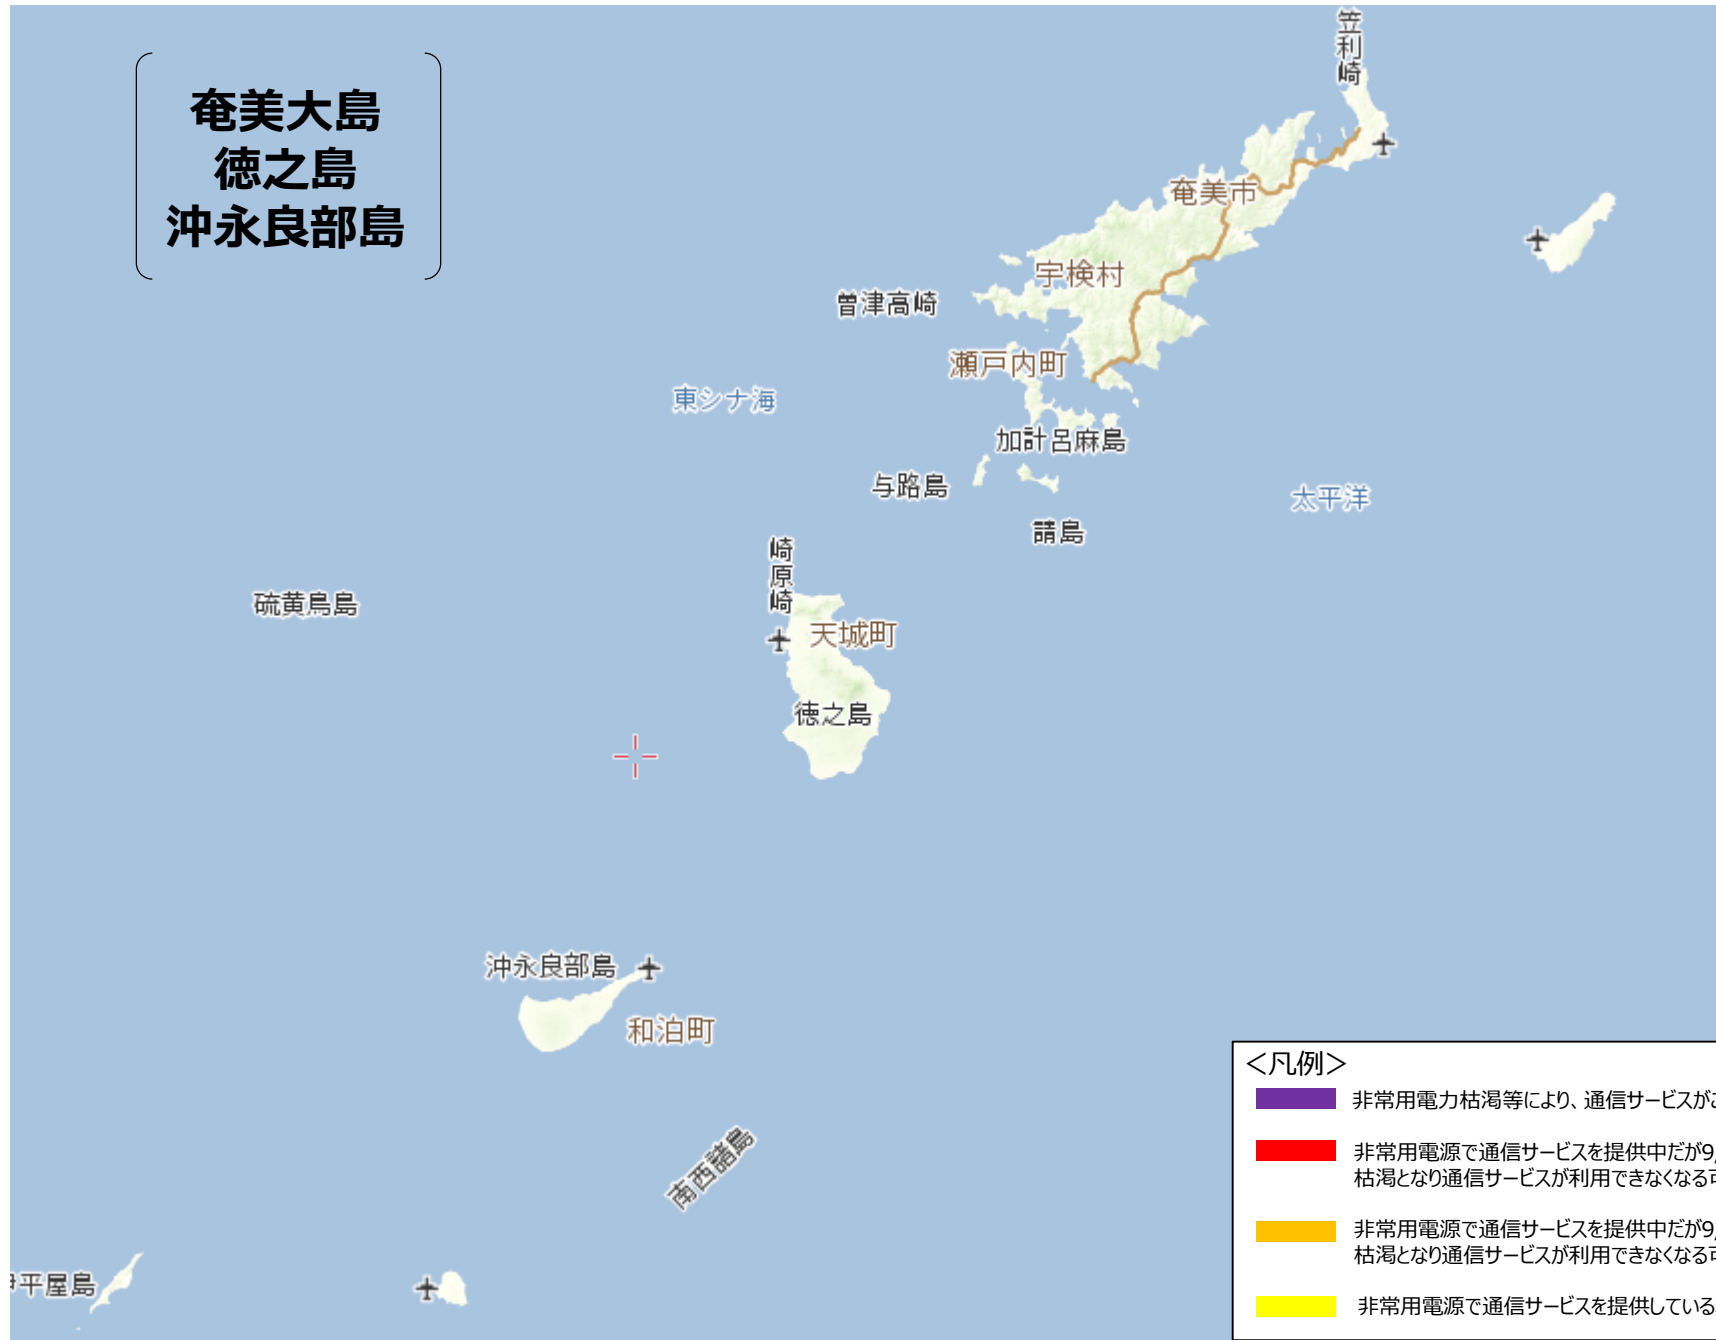 奄美大島
徳之島
沖永良部島
笠利崎
奄美市
宇検村
曽津高崎
瀬戸内町
東シナ海
加計呂麻島
与路島
太平洋
請島
崎原崎
硫黄鳥島
天城町
徳之島
沖永良部島
和泊町
南西諸島
平屋島
＜凡例＞
非常用電力枯渇等により、通信サービスが
非常用電源で通信サービスを提供中だが9
枯渇となり通信サービスが利用できなくなる
非常用電源で通信サービスを提供中だが9
枯渇となり通信サービスが利用できなくなる
非常用電源で通信サービスを提供している